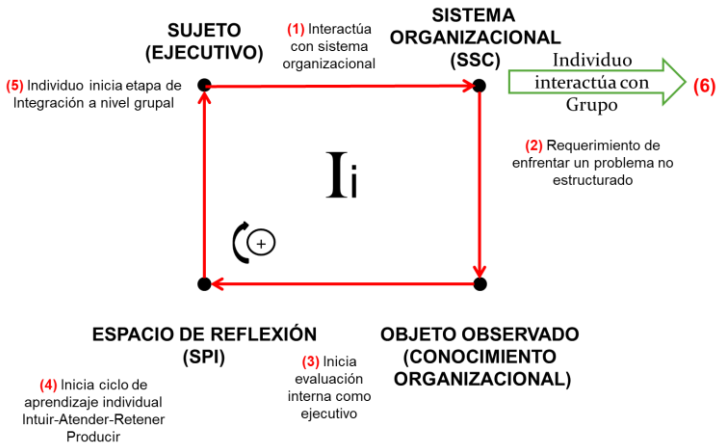 SUJETO
(EJECUTIVO)
(1) Interactúa
con sistema
organizacional
SISTEMA
ORGANIZACIONAL
(SSC)
Individuo
interactúa con
Grupo
(6)
(5) Individuo inicia etapa de
Integración a nivel grupal
(2) Requerimiento de
enfrentar un problema no
estructurado
Ii
+
ESPACIO DE REFLEXIÓN
(SPI)
(3) Inicia
evaluación
interna como
ejecutivo
OBJETO OBSERVADO
(CONOCIMIENTO
ORGANIZACIONAL)
(4) Inicia ciclo de
aprendizaje individual
Intuir-Atender-Retener
Producir